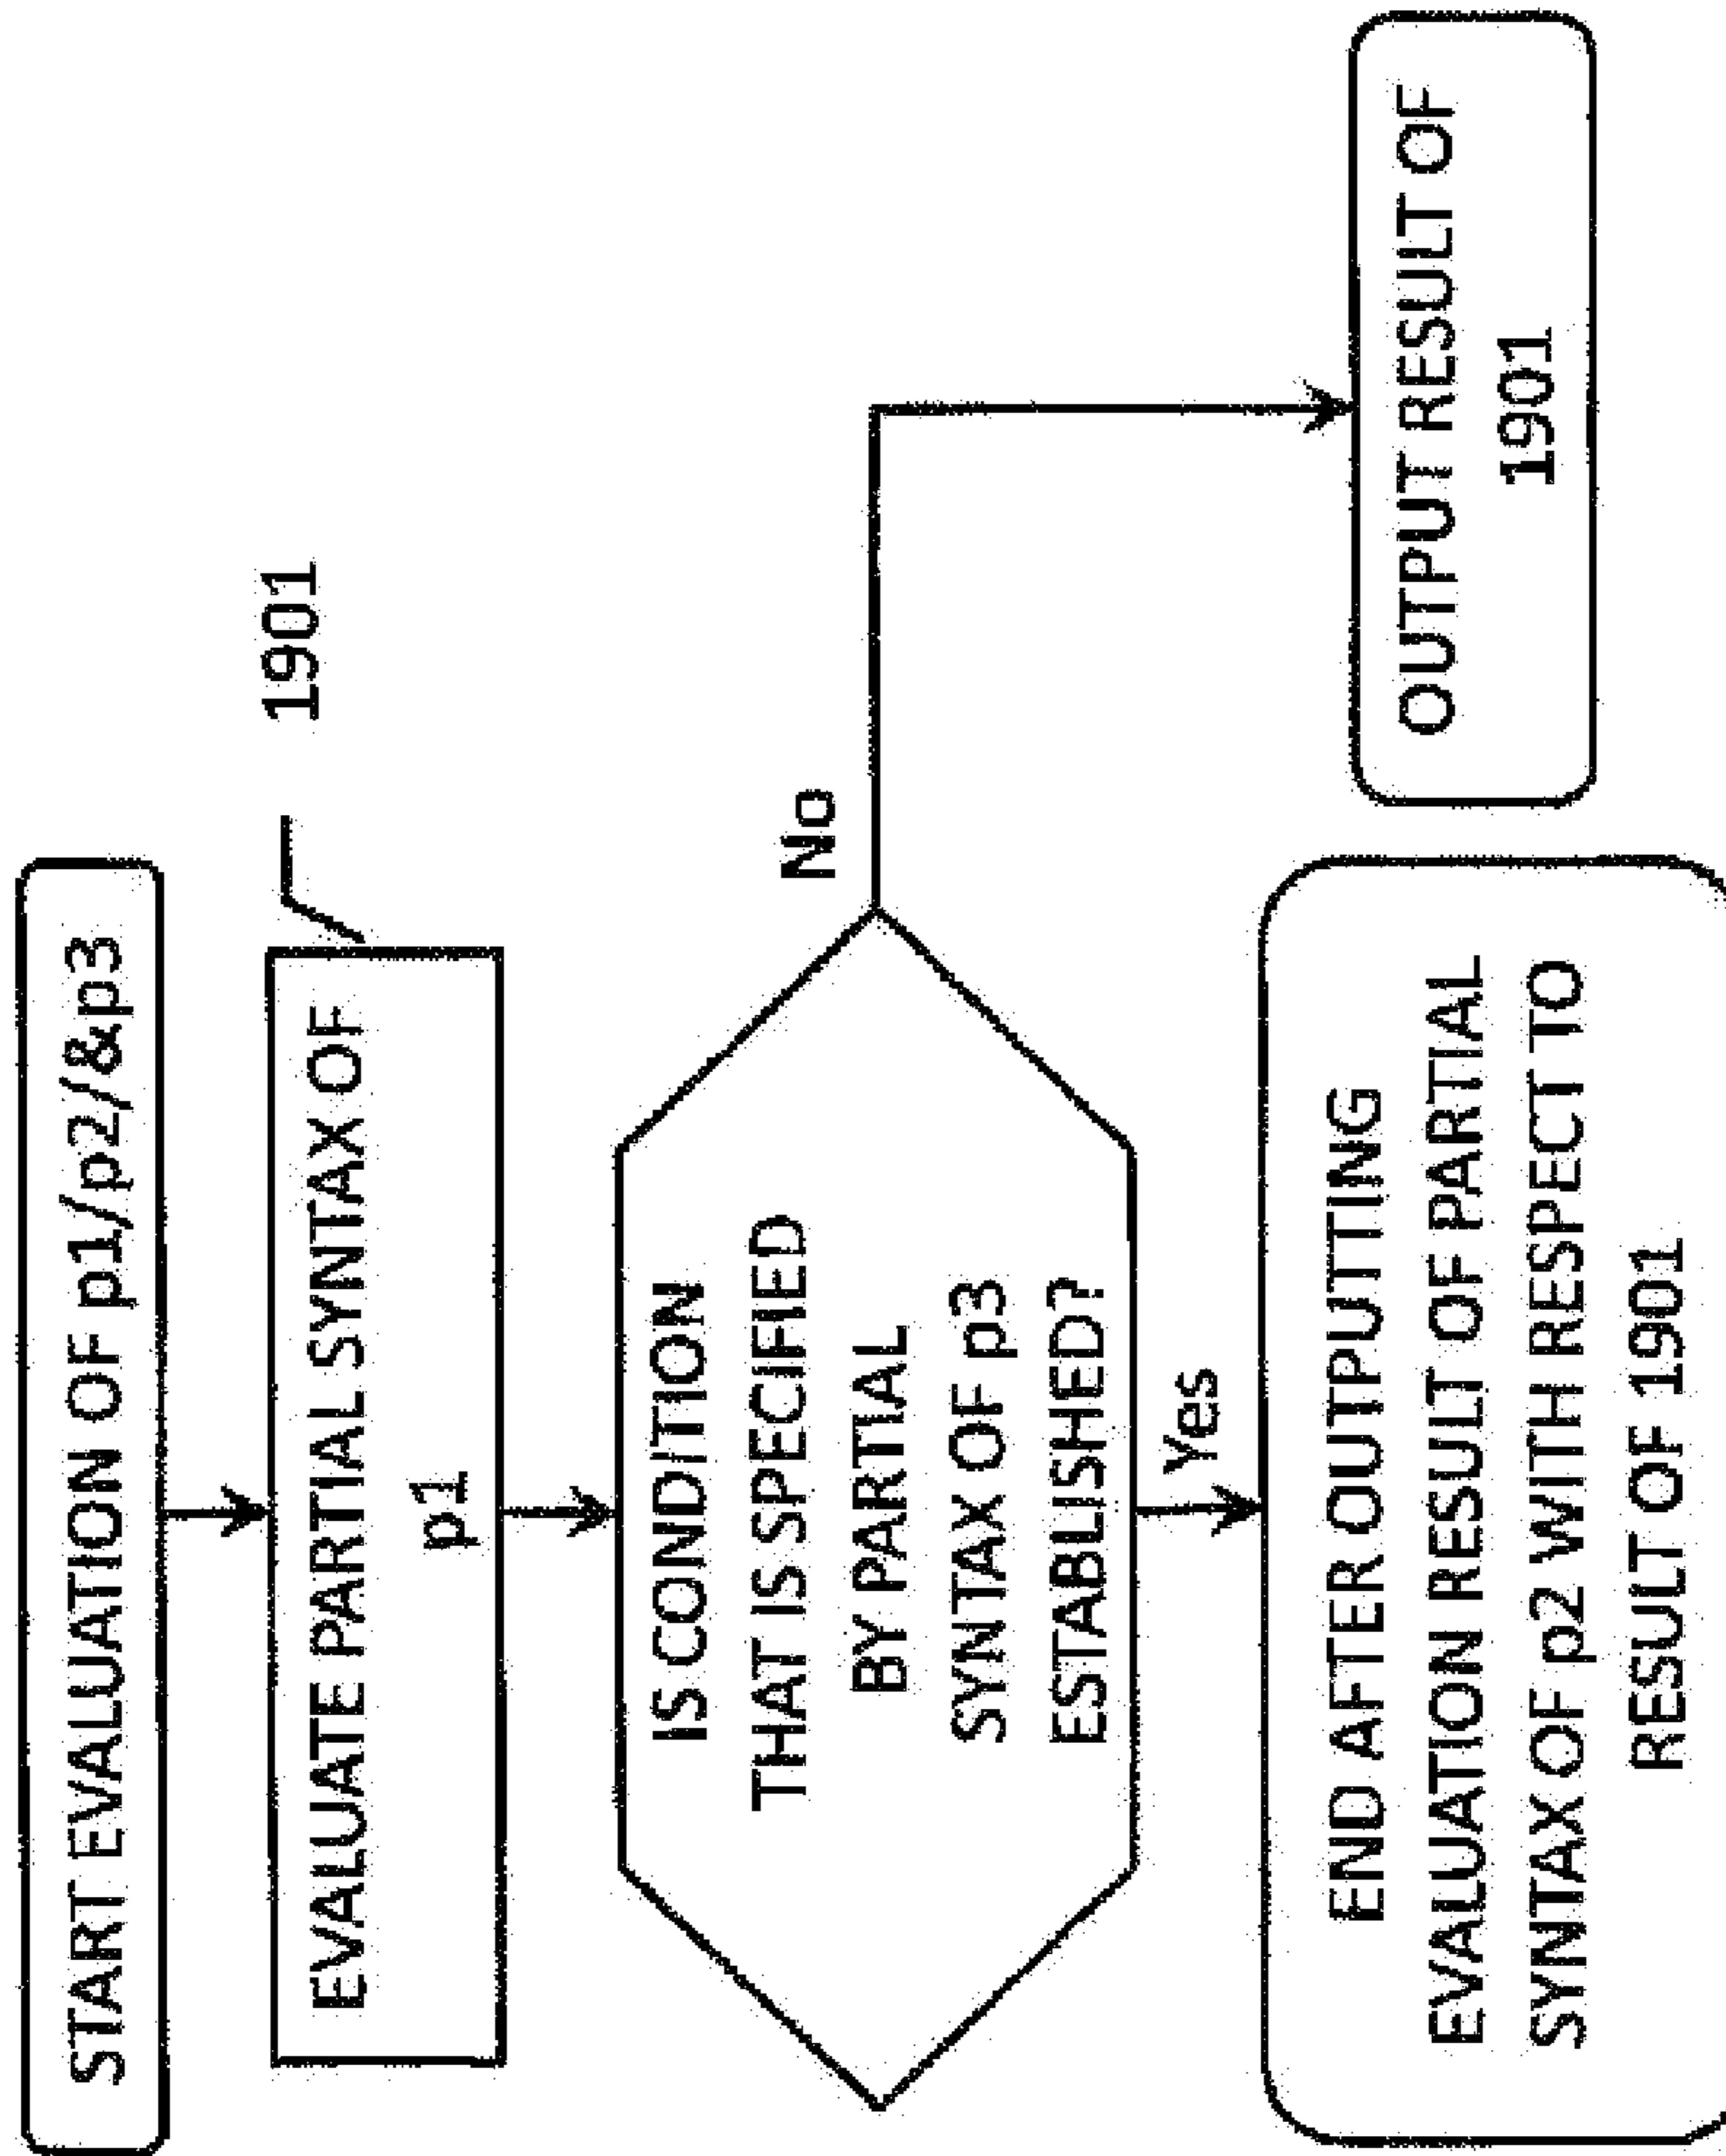 START EVALUATION OF p1/p2/&p3
1901
EVALUATE PARTIAL SYNTAX OF
p1
IS CONDITION
THAT IS SPECIFIED
BY PARTIAL
SYNTAX OF p3
ESTABLISHED?
No
Yes
END AFTER OUTPUTTING
EVALUATION RESULT OF PARTIAL
SYNTAX OF p2 WITH RESPECT TO
RESULT OF 1901
OUTPUT RESULT OF
1901